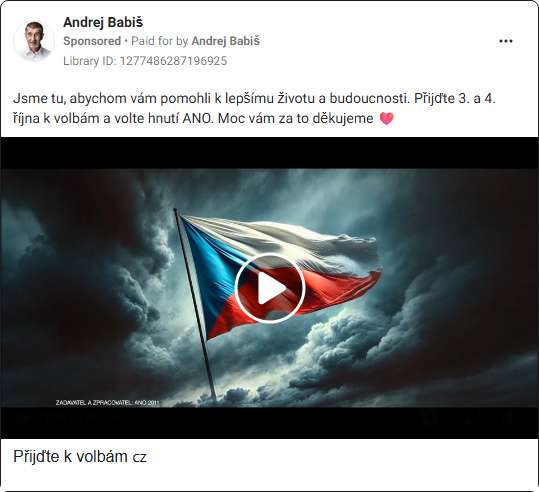 Andrej Babiš
Sponsored • Paid for by Andrej Babiš
Library ID: 1277486287196925
Jsme tu, abychom vám pomohli k lepšímu životu a budoucnosti. Přijďte 3. a 4.
října k volbám a volte hnutí ANO. Moc vám za to děkujeme 💗
ZADAVATEL A ZPRACOVATEL: ANO 2011
Přijďte k volbám cz